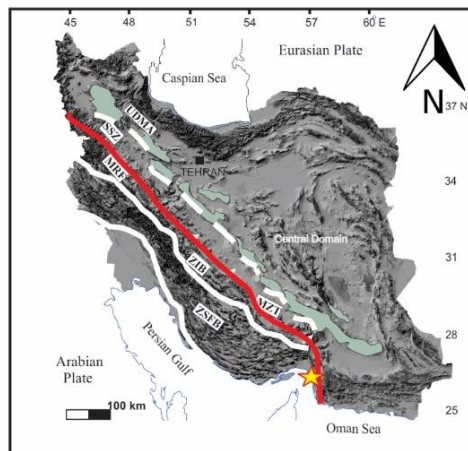 45 48 51 54 57 60 E
Eurasian Plate
Caspian Sea
N
37 N
UDMA
SSZ
MRF
TEHRAN
34
Central Domain
31
ZIB
MZT
ZSFB
Persian Gulf
28
Arabian
Plate
100 km
25
Oman Sea